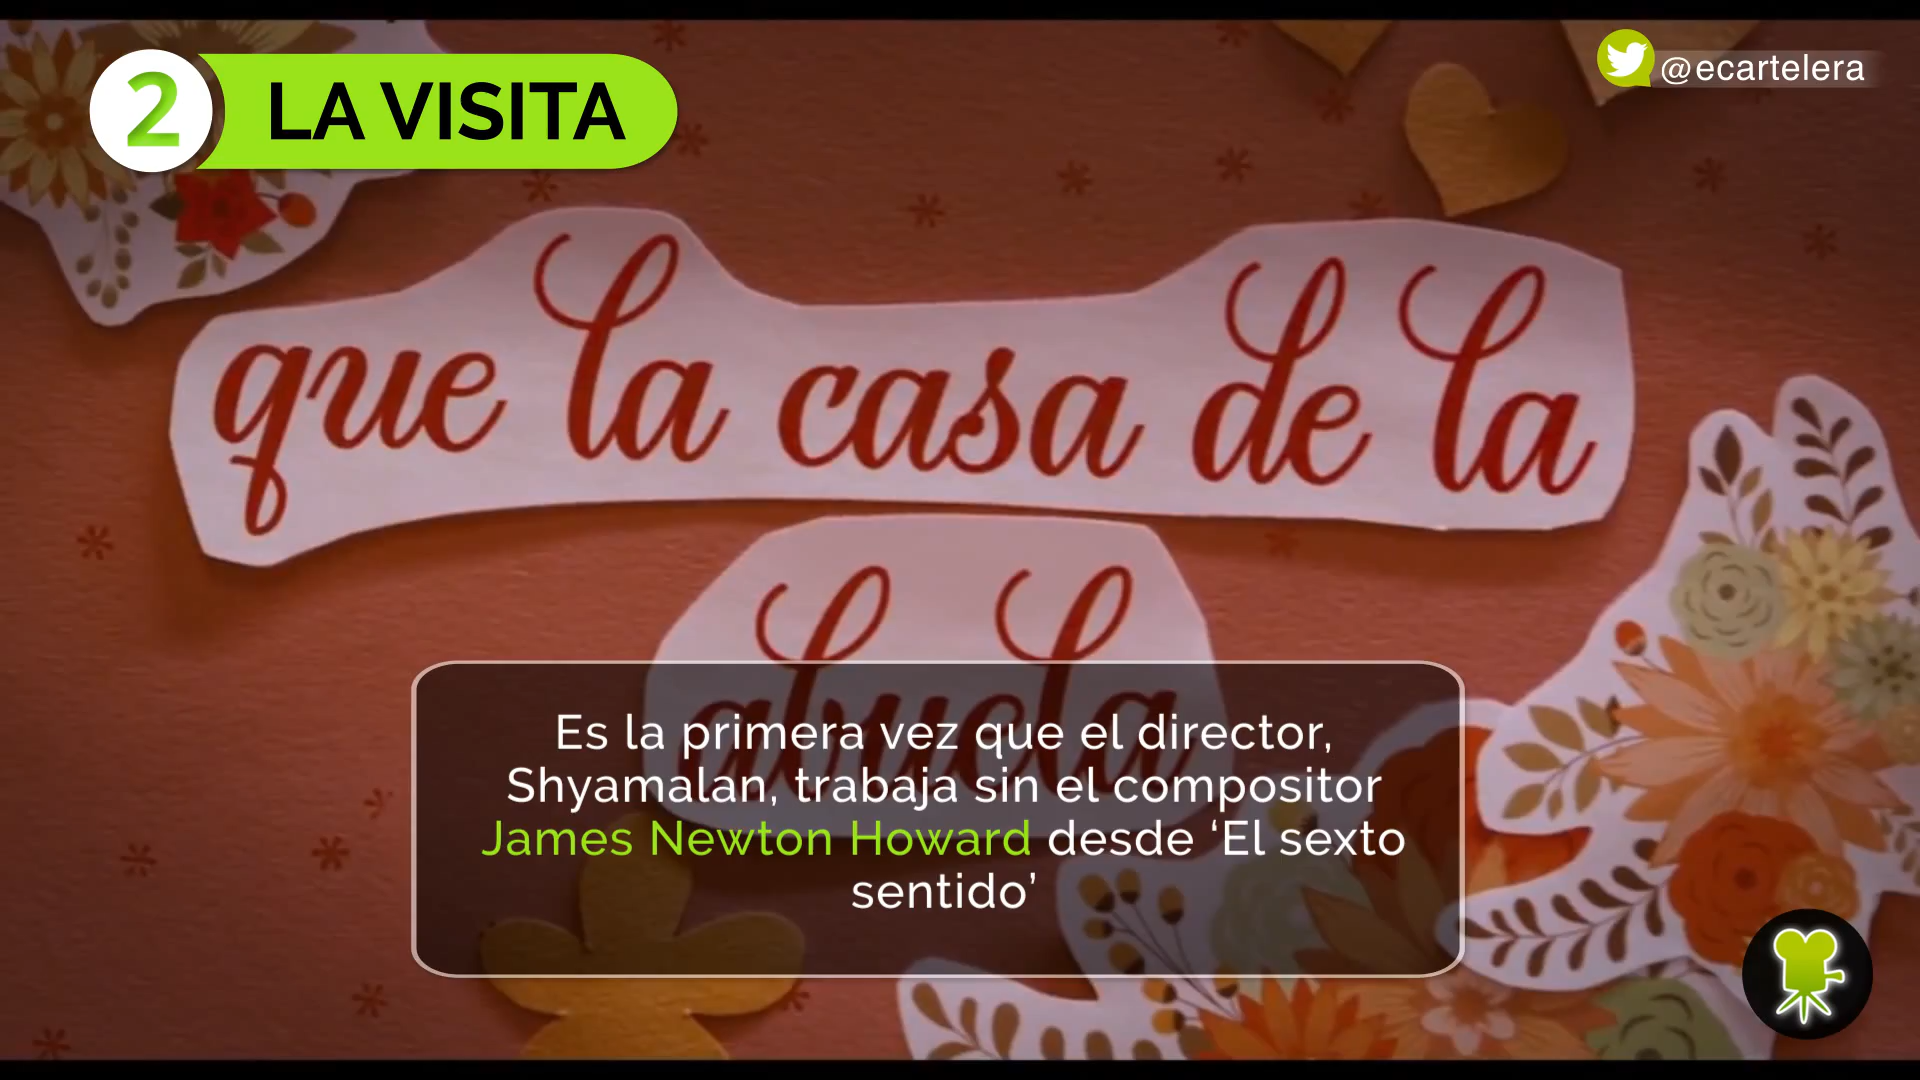 2 LA VISITA
@ecartelera
que la casa de la
abuela
Es la primera vez que el director,
Shyamalan, trabaja sin el compositor
James Newton Howard desde ‘El sexto
sentido’